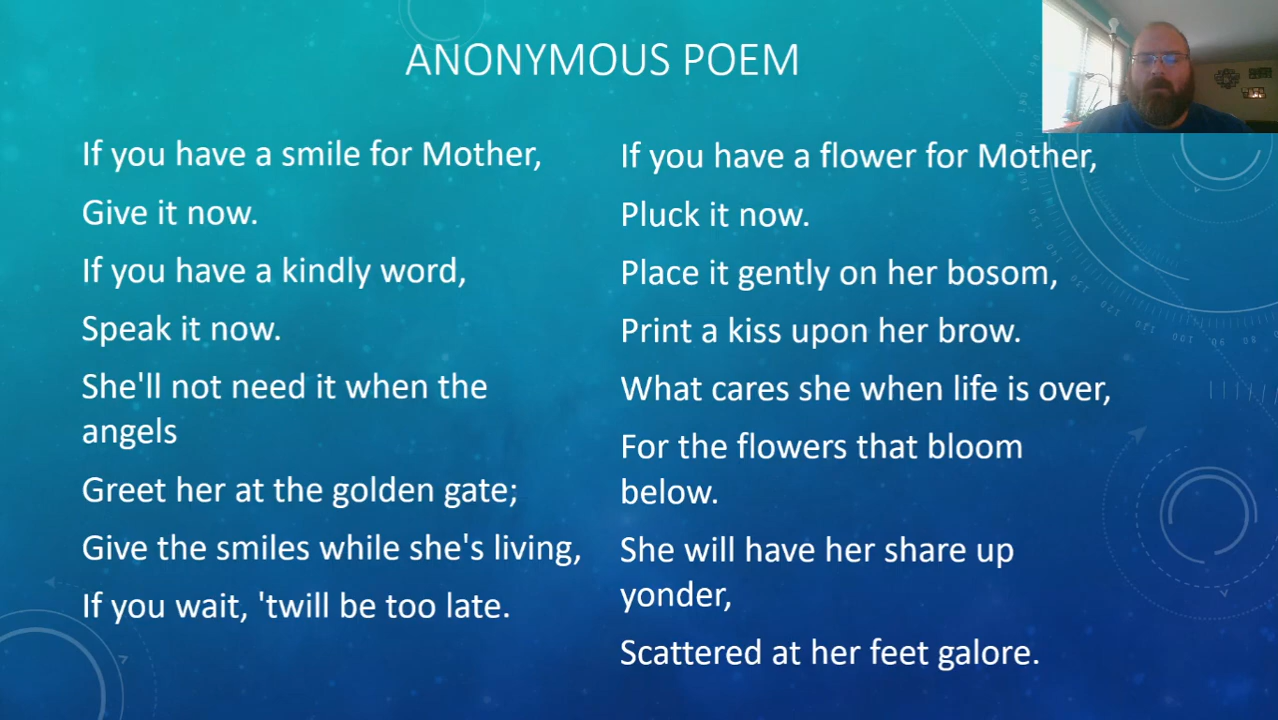 ANONYMOUS POEM
If you have a smile for Mother,
Give it now.
If you have a kindly word,
Speak it now.
She'll not need it when the
angels
Greet her at the golden gate;
Give the smiles while she's living,
If you wait, 'twill be too late.
If you have a flower for Mother,
Pluck it now.
Place it gently on her bosom,
Print a kiss upon her brow.
What cares she when life is over,
For the flowers that bloom
below.
She will have her share up
yonder,
Scattered at her feet galore.